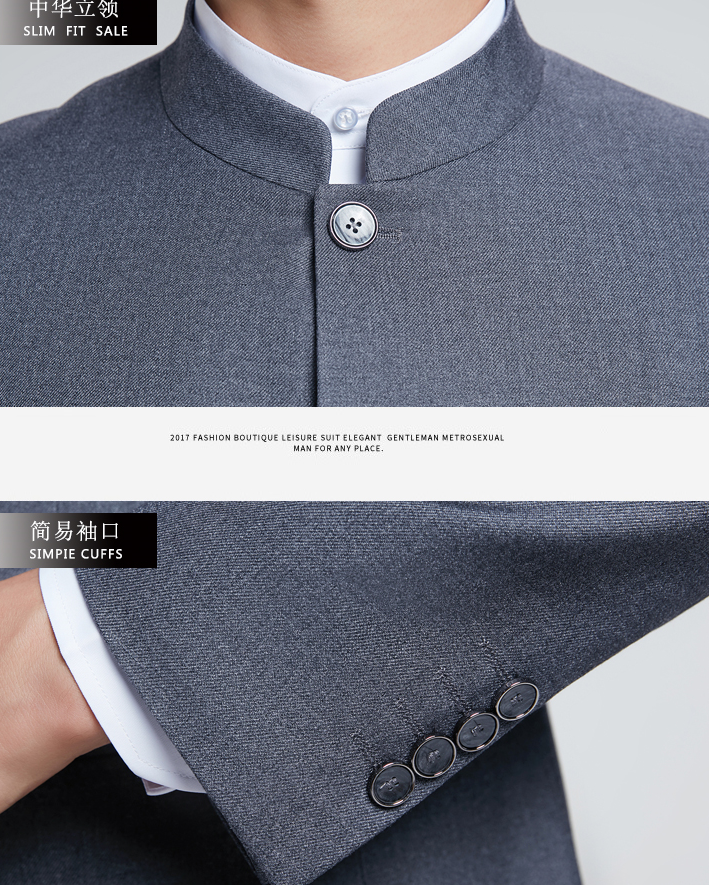 中华立领
SLIM FIT SALE
2017 FASHION BOUTIQUE LEISURE SUIT ELEGANT GENTLEMAN METROSEXUAL
MAN FOR ANY PLACE.
简易袖口
SIMPIE CUFFS